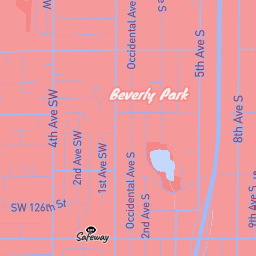 Occidental Ave S
5th Ave S
Beverly Park
4th Ave SW
8th Ave S
2nd Ave SW
1st Ave SW
Occidental Ave S
2nd Ave S
SW 126th St
9th Ave S
Safeway